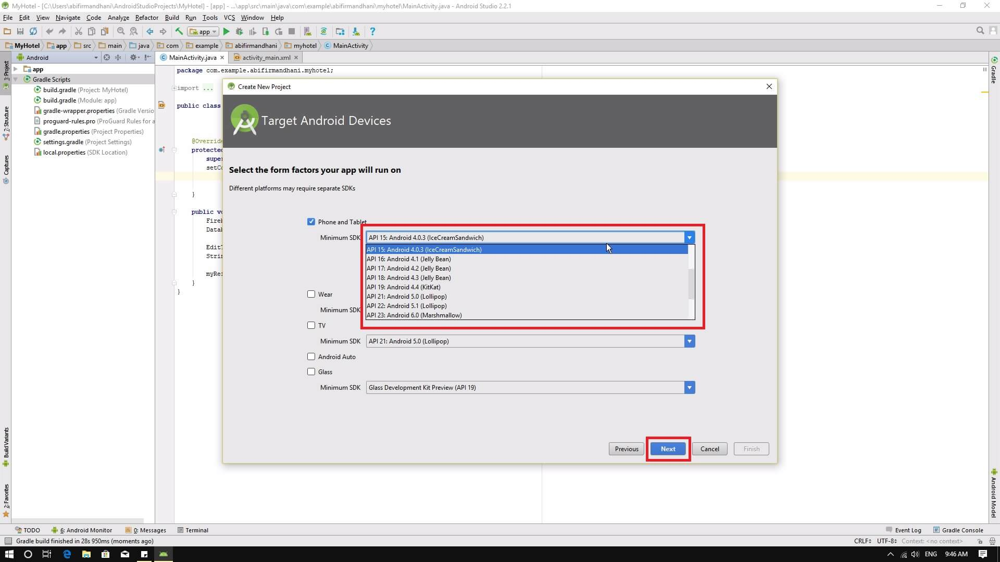 MyHotel - [C:\Users\abifirmandhani\AndroidStudioProjects\MyHotel] - [app] - ...\app\src\main\java\com\example\abifirmandhani\myhotel\MainActivity.java - Android Studio 2.2.1
File Edit View Navigate Code Analyze Refactor Build Run Tools VCS Window Help
app
MyHotel app src main java com example abifirmandhani myhotel MainActivity
Android
MainActivity.java
activity_main.xml
1: Project
7: Structure
Captures
Build Variants
2: Favorites
app
Gradle Scripts
build.gradle (Project: MyHotel)
build.gradle (Module: app)
gradle-wrapper.properties (Gradle Versio
proguard-rules.pro (ProGuard Rules for a
gradle.properties (Project Properties)
settings.gradle (Project Settings)
local.properties (SDK Location)
package com.example.abifirmandhani.myhotel;
import ...
public class
@Override
protected
super
setCo
}
public vo
Fireb
Datab
EditT
Strin
myRef
}
}
Create New Project
Target Android Devices
Select the form factors your app will run on
Different platforms may require separate SDKs
Phone and Tablet
Minimum SDK API 15: Android 4.0.3 (IceCreamSandwich)
API 15: Android 4.0.3 (IceCreamSandwich)
API 16: Android 4.1 (Jelly Bean)
API 17: Android 4.2 (Jelly Bean)
API 18: Android 4.3 (Jelly Bean)
API 19: Android 4.4 (KitKat)
API 21: Android 5.0 (Lollipop)
API 22: Android 5.1 (Lollipop)
API 23: Android 6.0 (Marshmallow)
Wear
Minimum SDK
TV
Minimum SDK API 21: Android 5.0 (Lollipop)
Android Auto
Glass
Minimum SDK Glass Development Kit Preview (API 19)
Previous Next Cancel Finish
Gradle
Android Model
TODO 6: Android Monitor 0: Messages Terminal Event Log Gradle Console
Gradle build finished in 28s 950ms (moments ago) CRLF UTF-8 Context: <no context>
ENG 9:46 AM